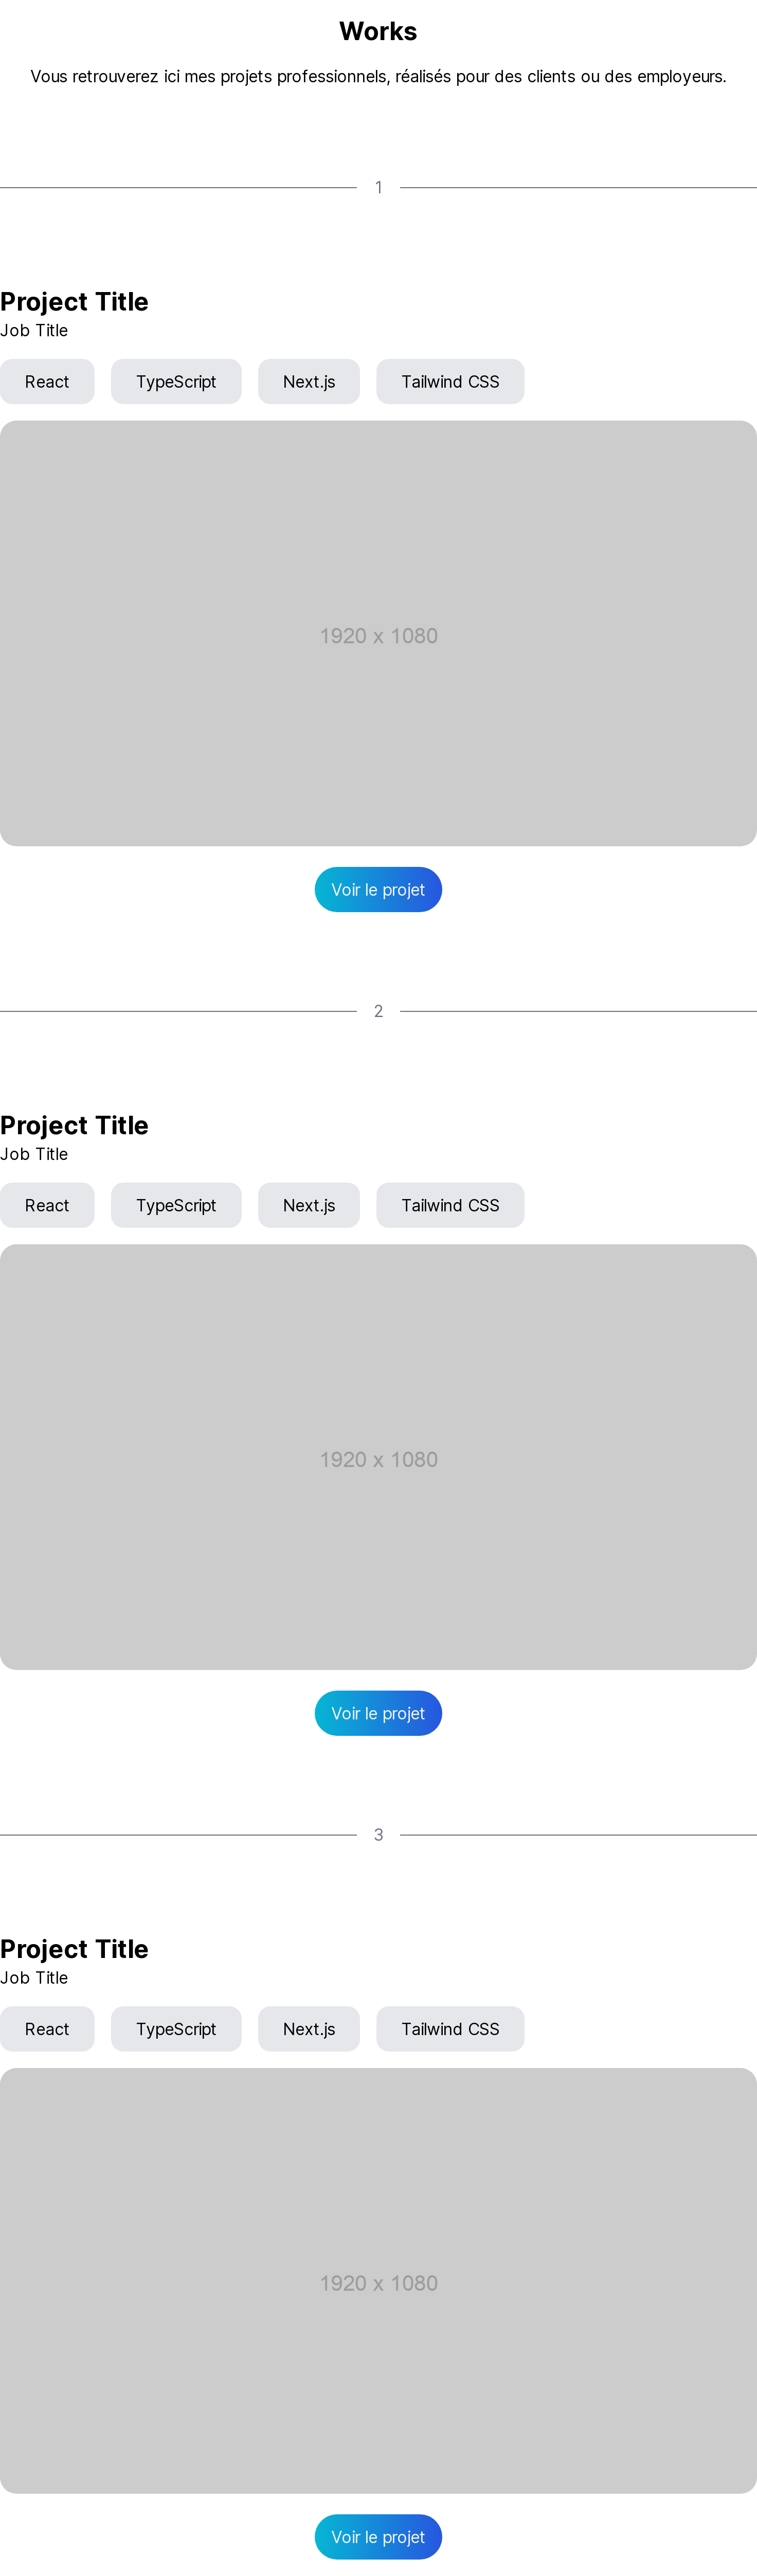 Works
Vous retrouverez ici mes projets professionnels, réalisés pour des clients ou des employeurs.
1
Project Title
Job Title
React TypeScript Next.js Tailwind CSS
1920 x 1080
Voir le projet
2
Project Title
Job Title
React TypeScript Next.js Tailwind CSS
1920 x 1080
Voir le projet
3
Project Title
Job Title
React TypeScript Next.js Tailwind CSS
1920 x 1080
Voir le projet